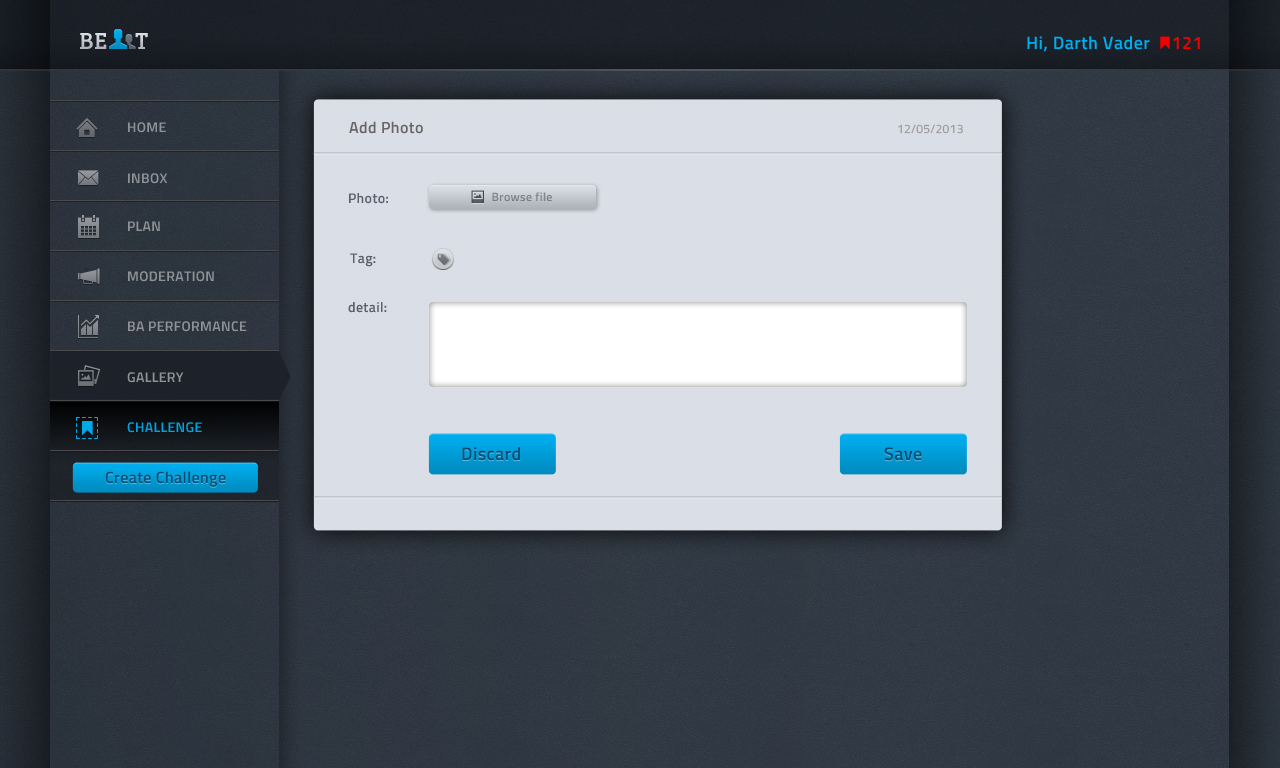 BE T
Hi, Darth Vader 121
HOME
INBOX
PLAN
MODERATION
BA PERFORMANCE
GALLERY
CHALLENGE
Create Challenge
Add Photo 12/05/2013
Photo: Browse file
Tag:
detail:
Discard Save